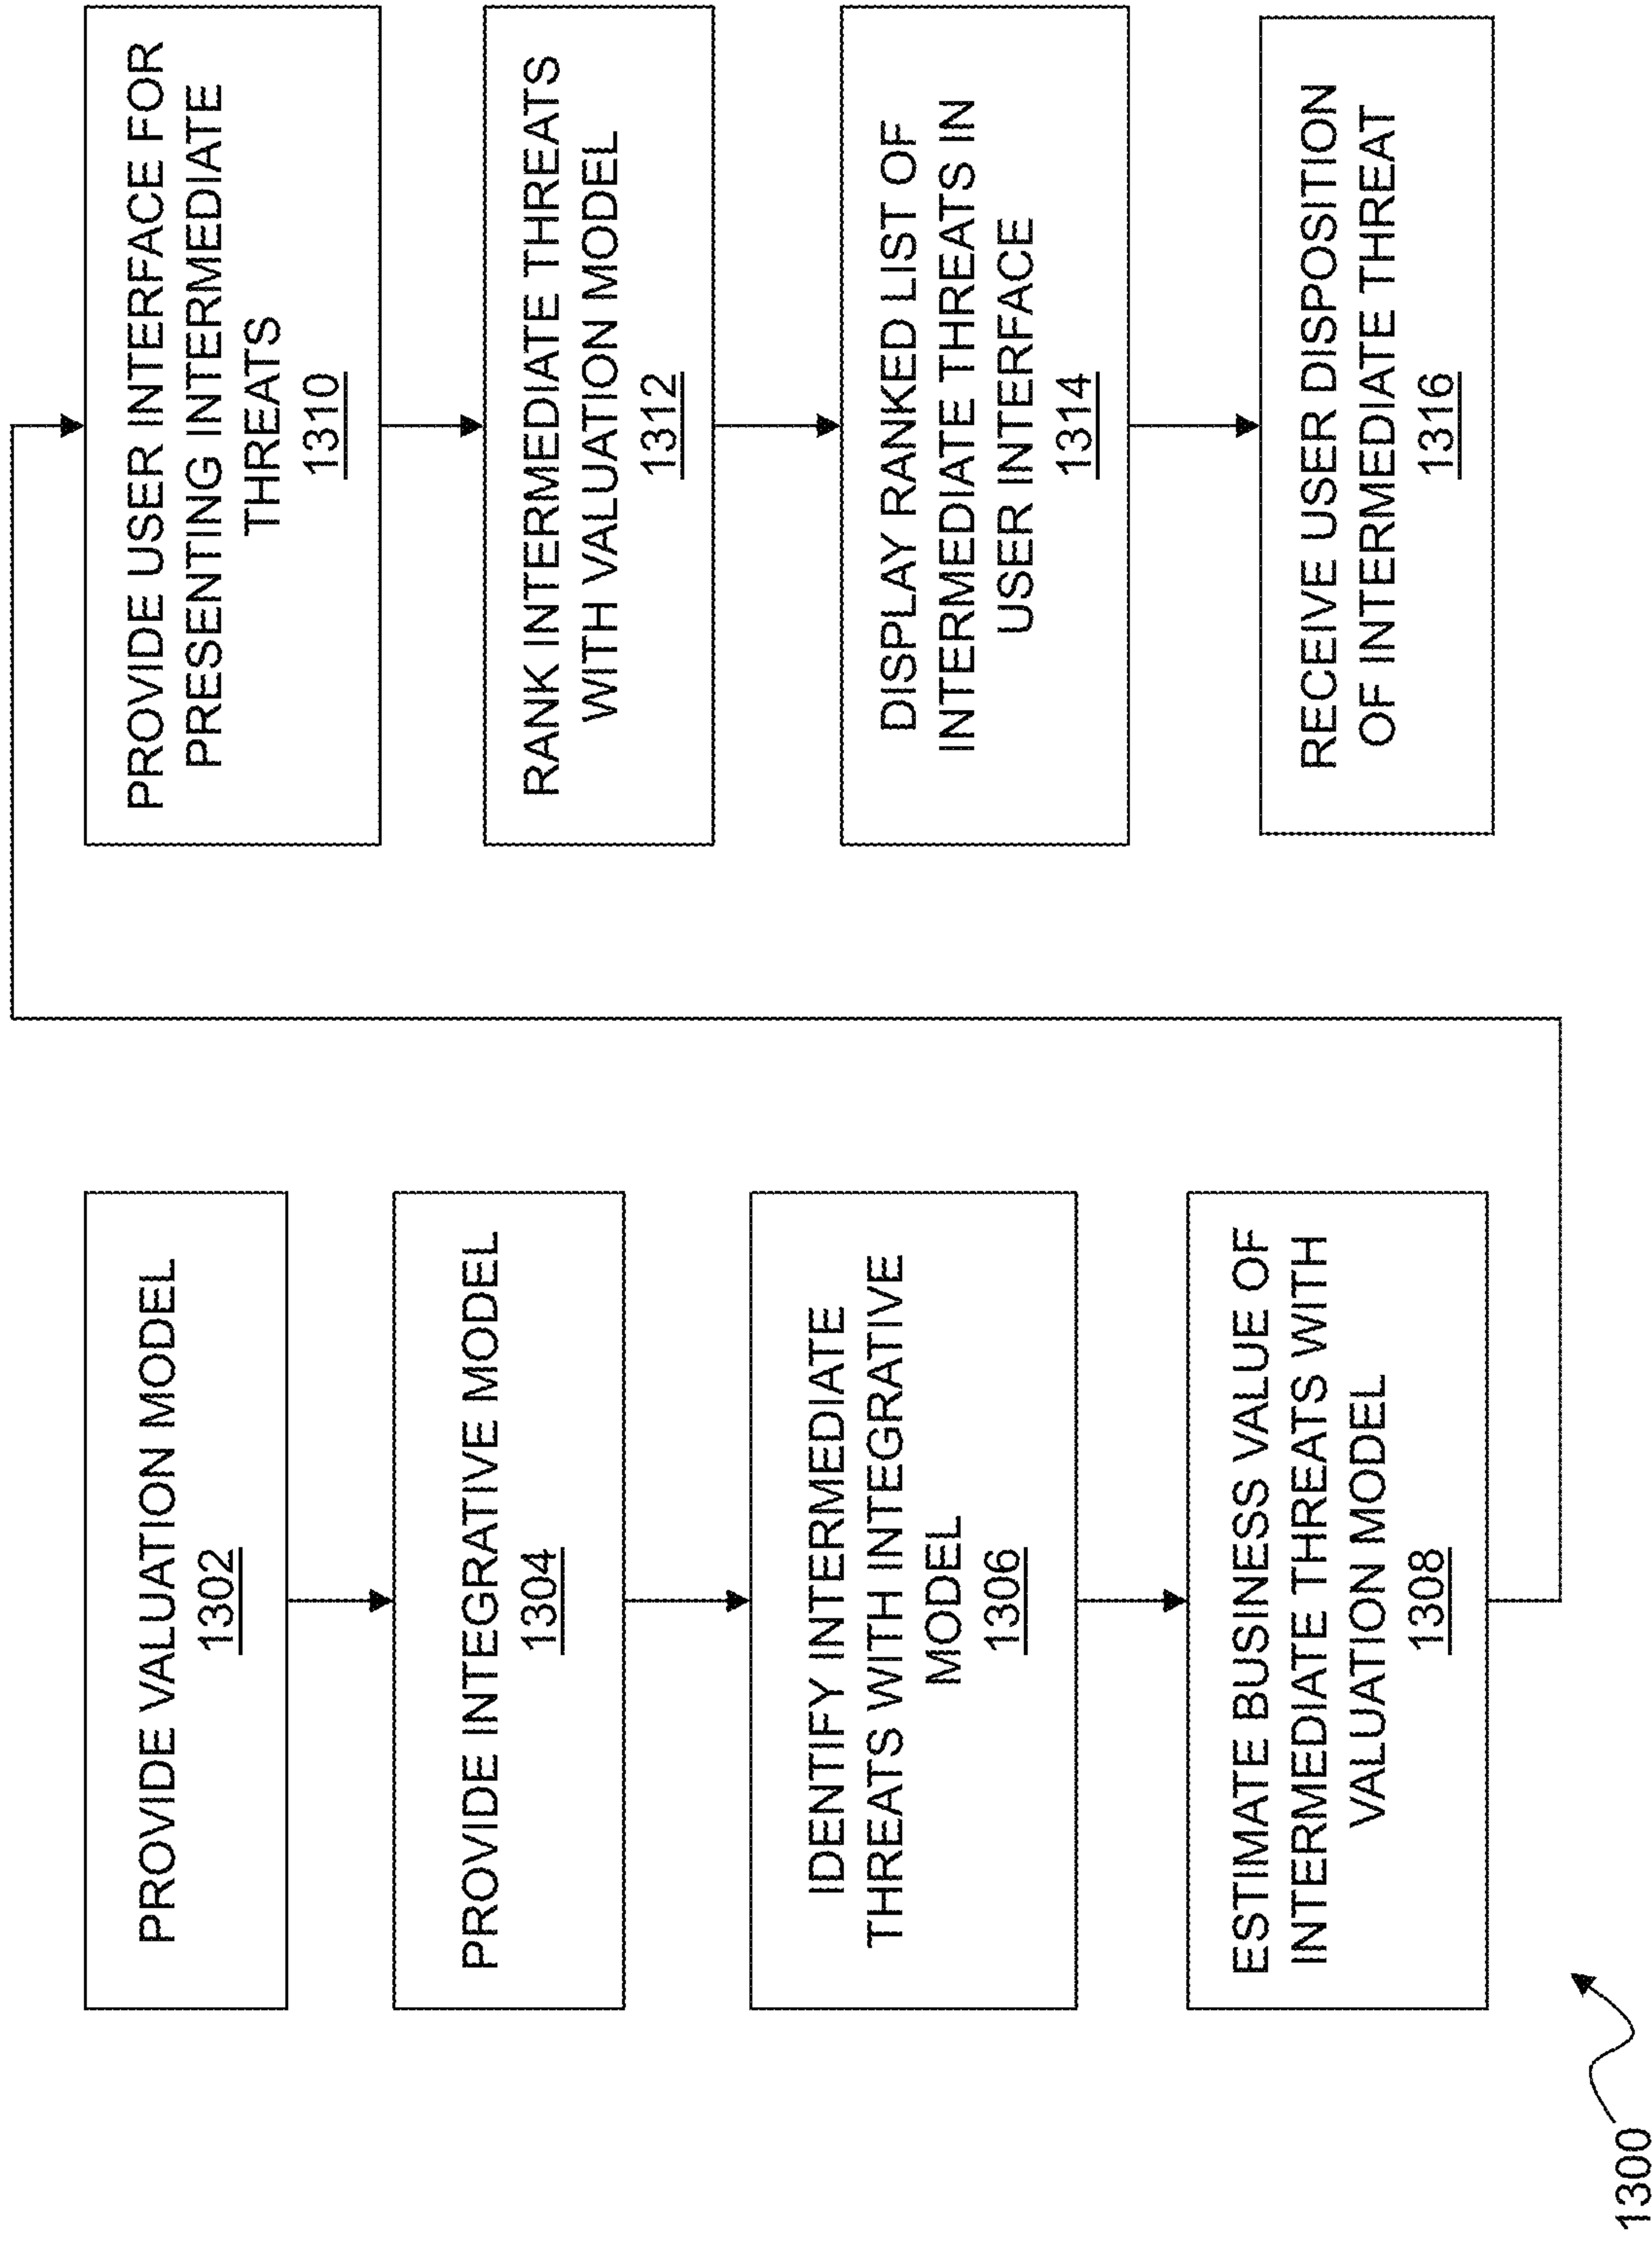 PROVIDE VALUATION MODEL
1302
PROVIDE INTEGRATIVE MODEL
1304
IDENTIFY INTERMEDIATE
THREATS WITH INTEGRATIVE
MODEL
1306
ESTIMATE BUSINESS VALUE OF
INTERMEDIATE THREATS WITH
VALUATION MODEL
1308
PROVIDE USER INTERFACE FOR
PRESENTING INTERMEDIATE
THREATS
1310
RANK INTERMEDIATE THREATS
WITH VALUATION MODEL
1312
DISPLAY RANKED LIST OF
INTERMEDIATE THREATS IN
USER INTERFACE
1314
RECEIVE USER DISPOSITION
OF INTERMEDIATE THREAT
1316
1300